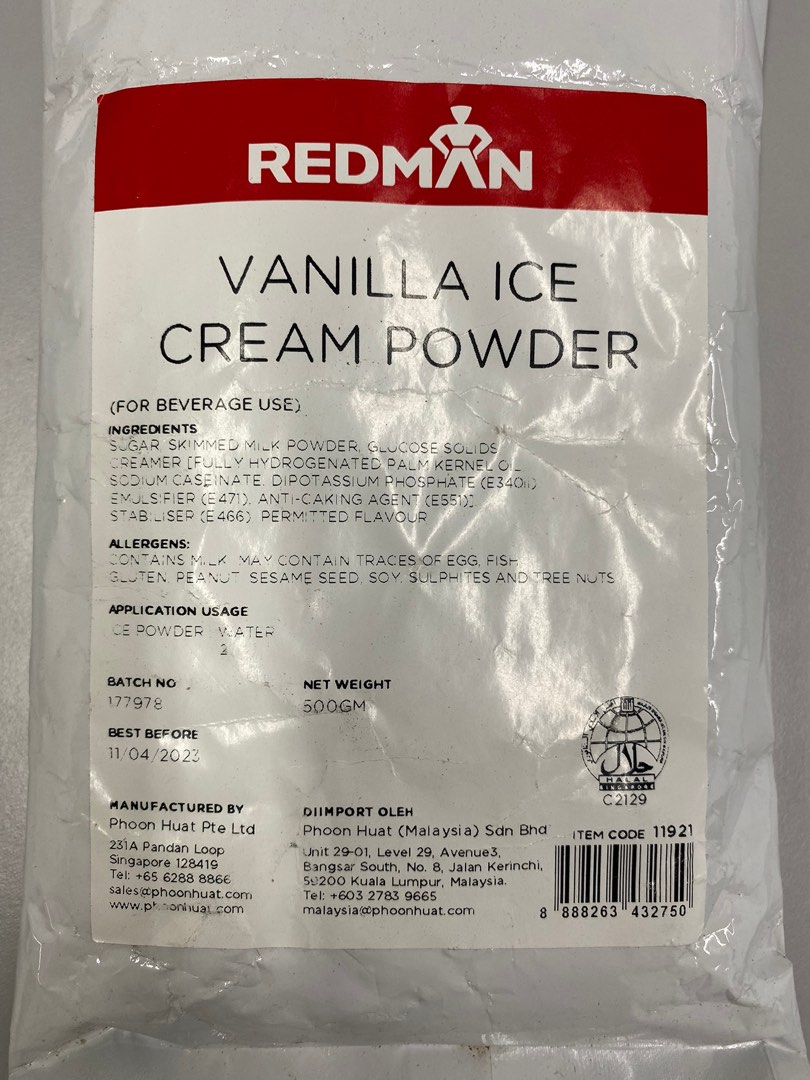 REDMAN
VANILLA ICE
CREAM POWDER
(FOR BEVERAGE USE)
INGREDIENTS
SUGAR, SKIMMED MILK POWDER, GLUCOSE SOLIDS
CREAMER [FULLY HYDROGENATED PALM KERNEL OIL
SODIUM CASEINATE, DIPOTASSIUM PHOSPHATE (E340ii)
EMULSIFIER (E471), ANTI-CAKING AGENT (E551)]
STABILISER (E466), PERMITTED FLAVOUR
ALLERGENS:
CONTAINS MILK. MAY CONTAIN TRACES OF EGG, FISH,
GLUTEN, PEANUT, SESAME SEED, SOY, SULPHITES AND TREE NUTS
APPLICATION USAGE
ICE POWDER : WATER
2
BATCH NO
177978
NET WEIGHT
500GM
BEST BEFORE
11/04/2023
HALAL
SINGAPORE
C2129
MANUFACTURED BY
Phoon Huat Pte Ltd
231A Pandan Loop
Singapore 128419
Tel: +65 6288 8866
sales@phoonhuat.com
www.phoonhuat.com
DIIMPORT OLEH
Phoon Huat (Malaysia) Sdn Bhd
Unit 29-01, Level 29, Avenue3,
Bangsar South, No. 8, Jalan Kerinchi,
59200 Kuala Lumpur, Malaysia.
Tel: +603 2783 9665
malaysia@phoonhuat.com
ITEM CODE 11921
8 888263 432750